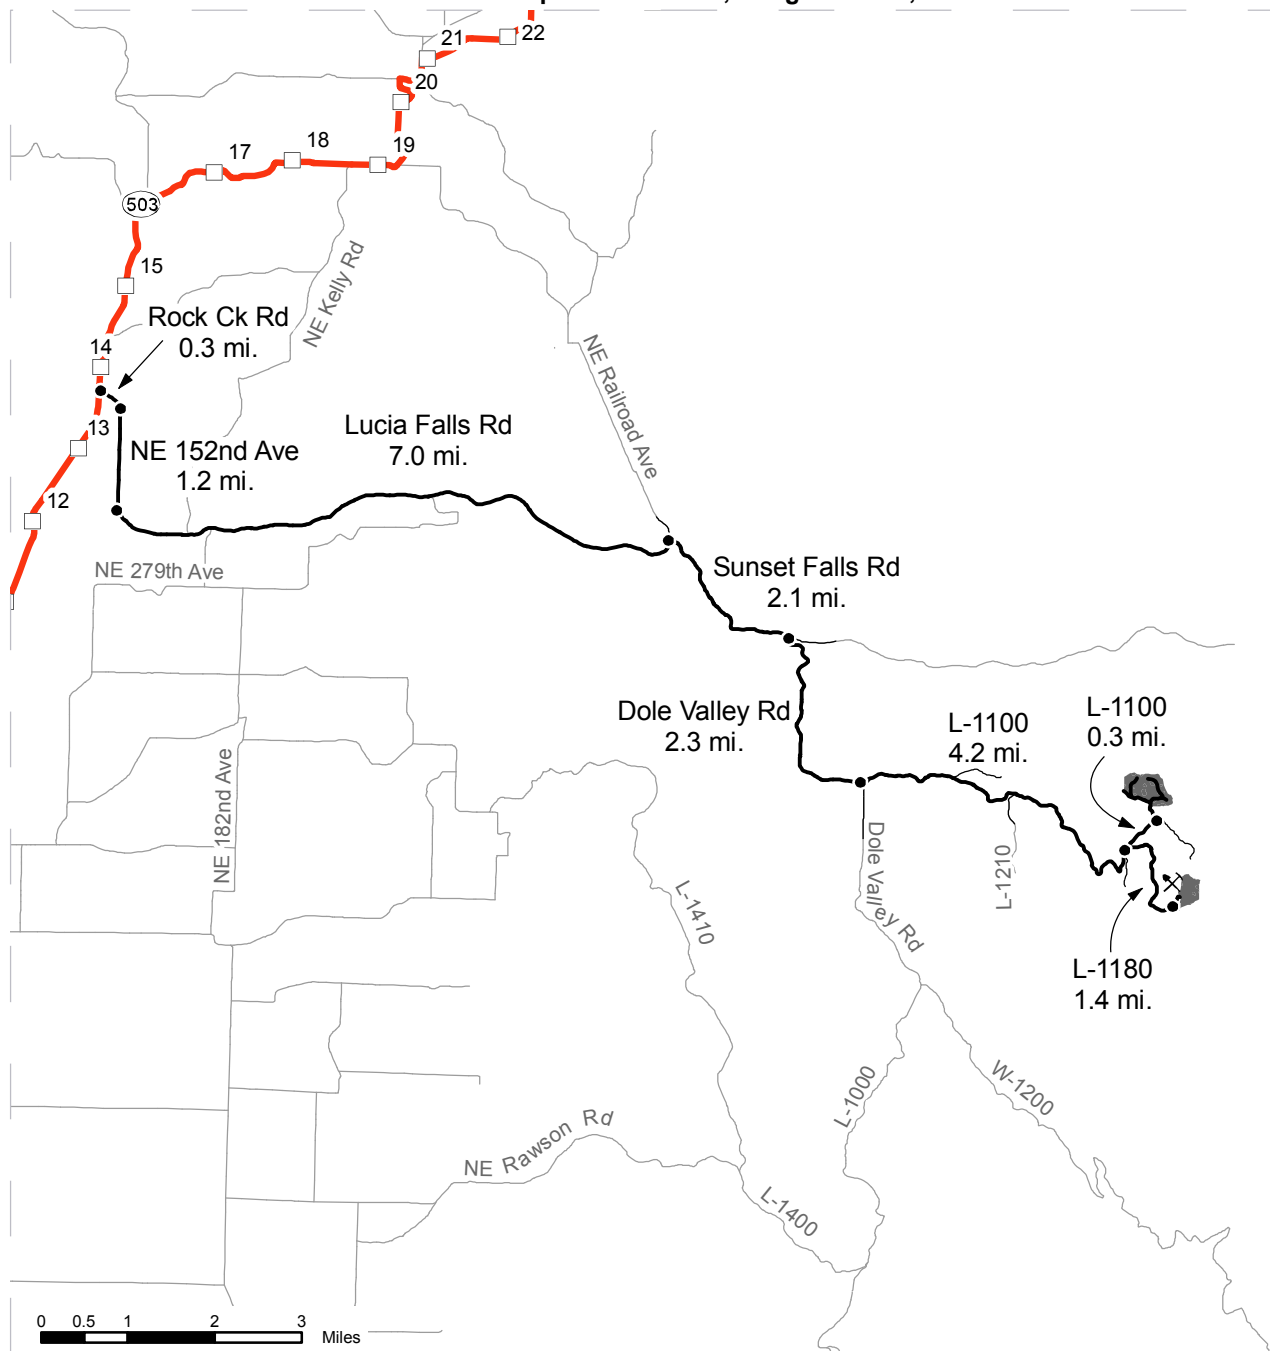 21
22
20
19
18
17
503
15
Rock Ck Rd
0.3 mi.
14
13
12
NE Kelly Rd
NE Railroad Ave
Lucia Falls Rd
7.0 mi.
NE 152nd Ave
1.2 mi.
NE 279th Ave
Sunset Falls Rd
2.1 mi.
Dole Valley Rd
2.3 mi.
L-1100
4.2 mi.
L-1100
0.3 mi.
NE 182nd Ave
Dole Valley Rd
L-1210
L-1410
L-1180
1.4 mi.
L-1000
W-1200
NE Rawson Rd
L-1400
0 0.5 1 2 3
Miles